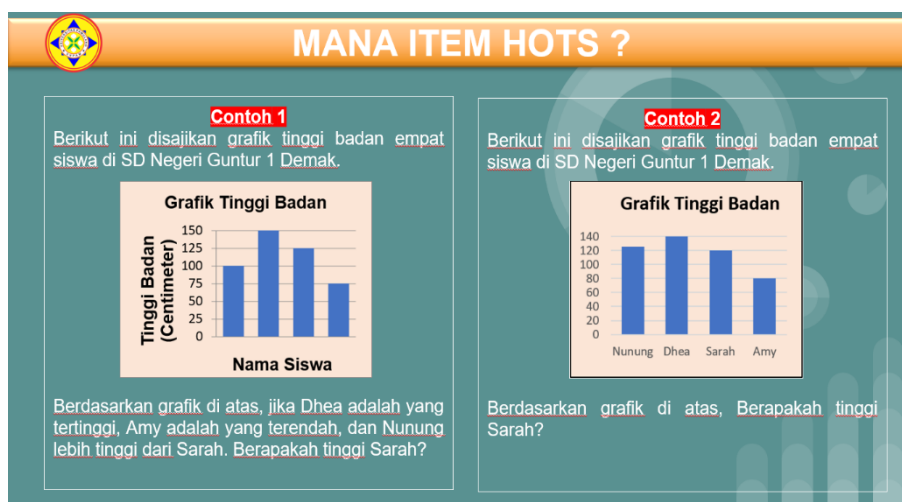 MANA ITEM HOTS ?
Contoh 1
Berikut ini disajikan grafik tinggi badan empat
siswa di SD Negeri Guntur 1 Demak.
Grafik Tinggi Badan
Tinggi Badan
(Centimeter)
150
125
100
75
50
25
0
Nama Siswa
Berdasarkan grafik di atas, jika Dhea adalah yang
tertinggi, Amy adalah yang terendah, dan Nunung
lebih tinggi dari Sarah. Berapakah tinggi Sarah?
Contoh 2
Berikut ini disajikan grafik tinggi badan empat
siswa di SD Negeri Guntur 1 Demak.
Grafik Tinggi Badan
140
120
100
80
60
40
20
0
Nunung Dhea Sarah Amy
Berdasarkan grafik di atas, Berapakah tinggi
Sarah?